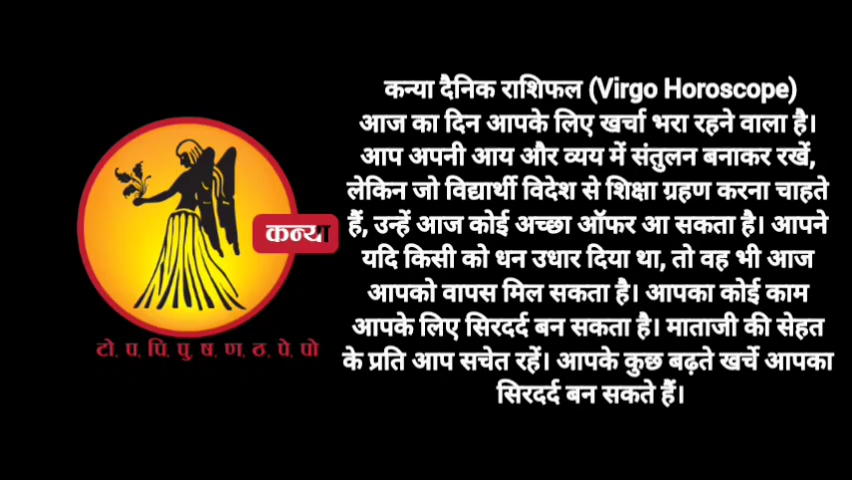 कन्या दैनिक राशिफल (Virgo Horoscope)
आज का दिन आपके लिए खर्चा भरा रहने वाला है।
आप अपनी आय और व्यय में संतुलन बनाकर रखें,
लेकिन जो विद्यार्थी विदेश से शिक्षा ग्रहण करना चाहते
हैं, उन्हें आज कोई अच्छा ऑफर आ सकता है। आपने
यदि किसी को धन उधार दिया था, तो वह भी आज
आपको वापस मिल सकता है। आपका कोई काम
आपके लिए सिरदर्द बन सकता है। माताजी की सेहत
के प्रति आप सचेत रहें। आपके कुछ बढ़ते खर्चे आपका
सिरदर्द बन सकते हैं।
कन्या
टो, प, पि, पु, ष, ण, ठ, पे, पो